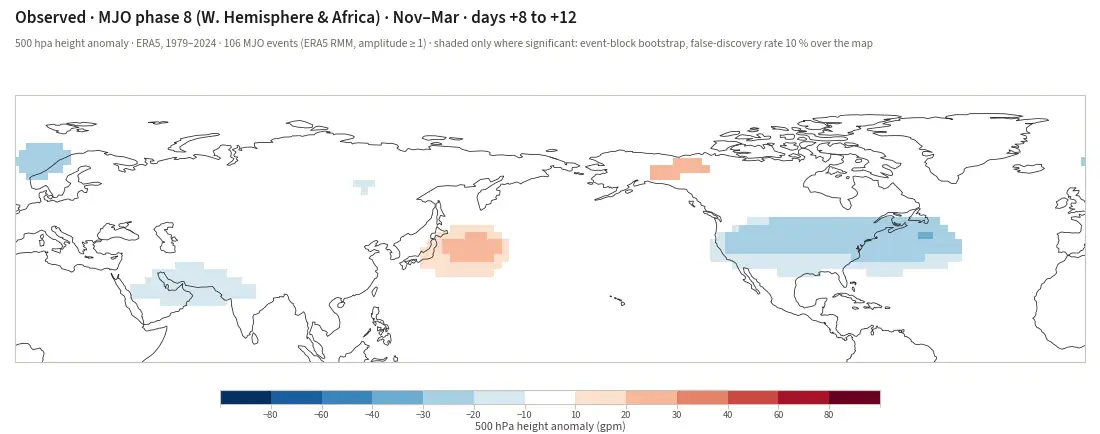 Observed · MJO phase 8 (W. Hemisphere & Africa) · Nov–Mar · days +8 to +12
500 hpa height anomaly · ERA5, 1979–2024 · 106 MJO events (ERA5 RMM, amplitude ≥ 1) · shaded only where significant: event-block bootstrap, false-discovery rate 10 % over the map
−80 −60 −40 −30 −20 −10 10 20 30 40 60 80
500 hpa height anomaly (gpm)